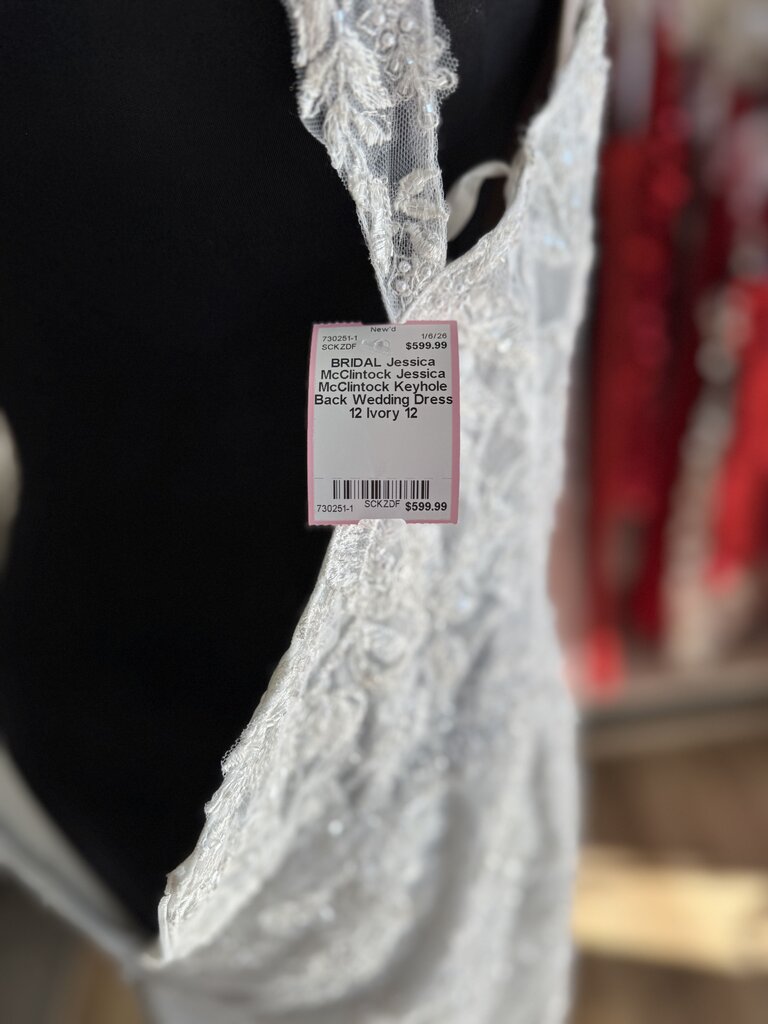 New'd
730251-1 1/6/26
SCKZDF $599.99
BRIDAL Jessica
McClintock Jessica
McClintock Keyhole
Back Wedding Dress
12 Ivory 12
730251-1 SCKZDF $599.99